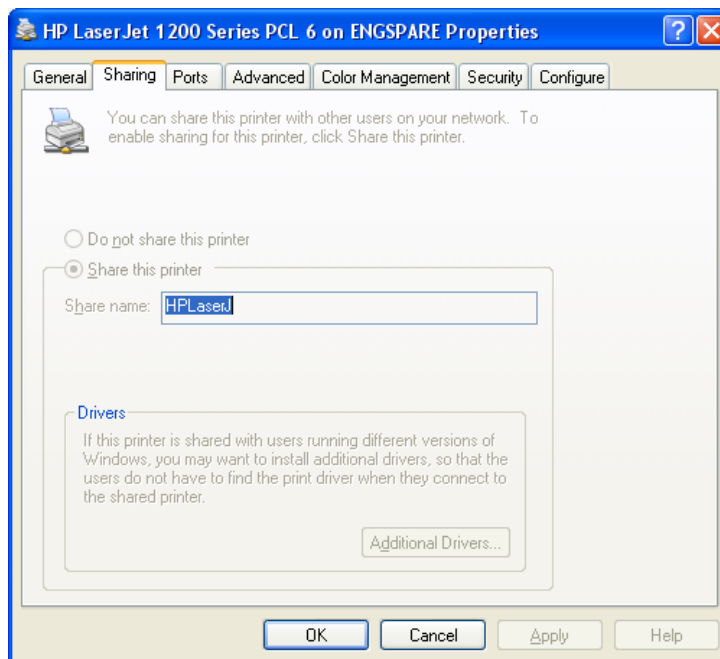 HP LaserJet 1200 Series PCL 6 on ENGSPARE Properties
General Sharing Ports Advanced Color Management Security Configure
You can share this printer with other users on your network. To
enable sharing for this printer, click Share this printer.
Do not share this printer
Share this printer
Share name: HPLaserJ
Drivers
If this printer is shared with users running different versions of
Windows, you may want to install additional drivers, so that the
users do not have to find the print driver when they connect to
the shared printer.
Additional Drivers...
OK Cancel Apply Help